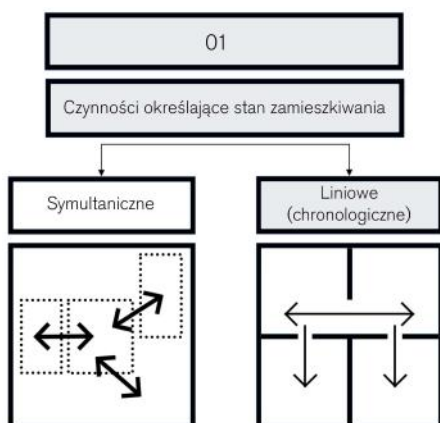 01
Czynności określające stan zamieszkiwania
Symultaniczne
Liniowe
(chronologiczne)